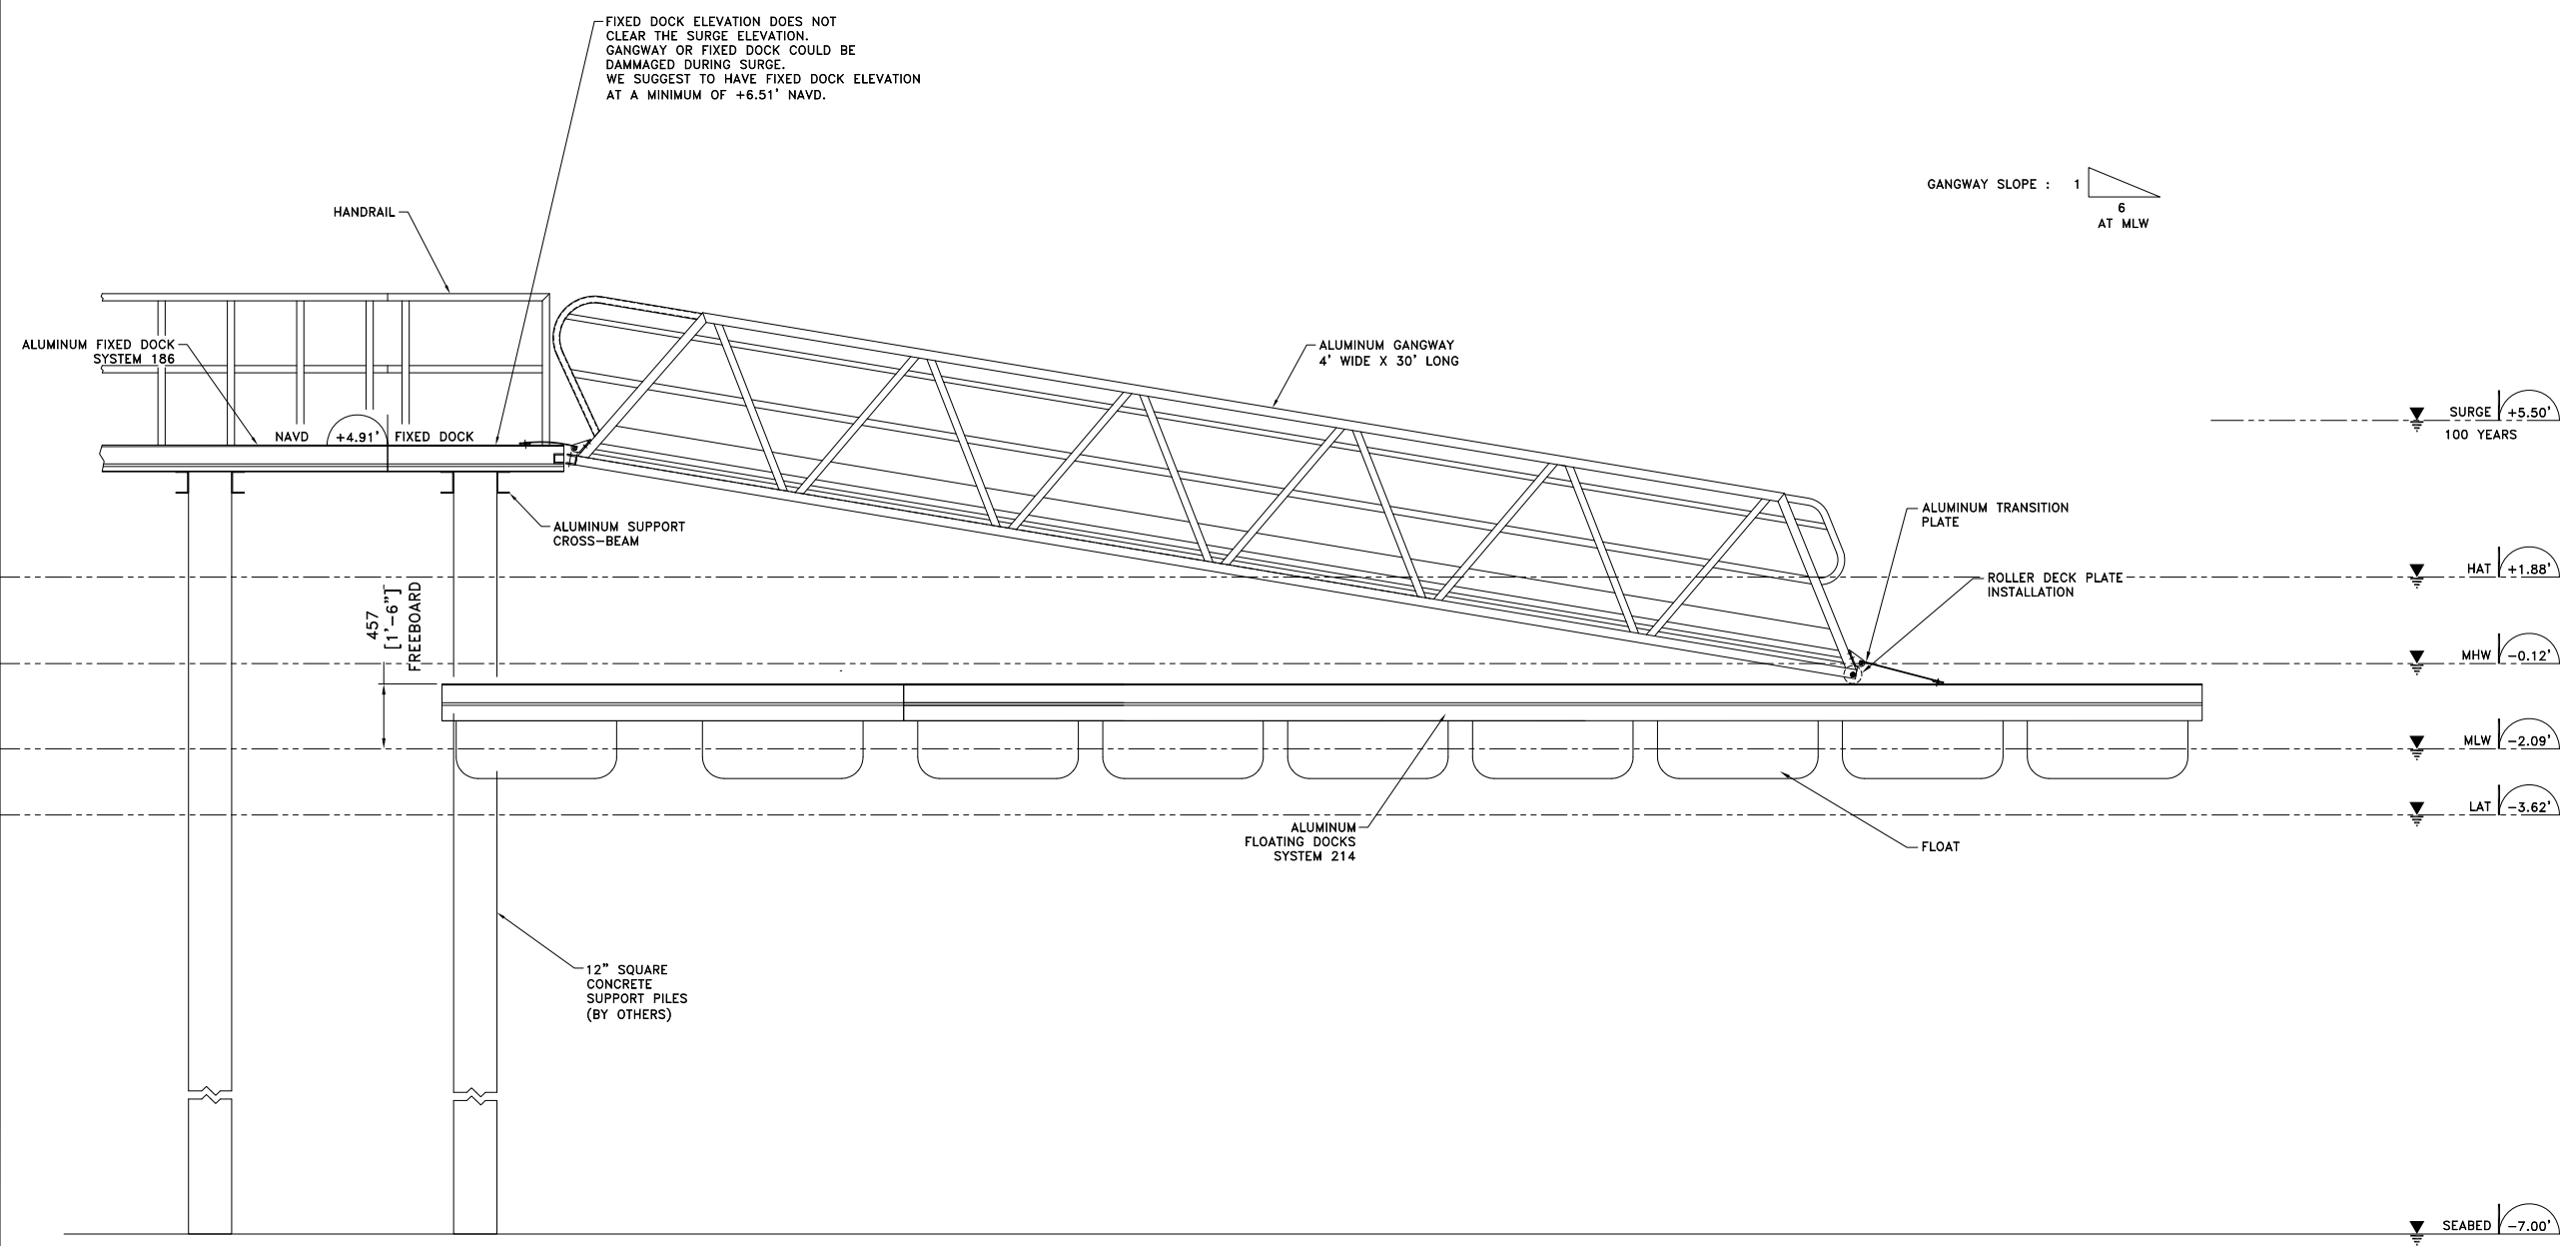 FIXED DOCK ELEVATION DOES NOT
CLEAR THE SURGE ELEVATION.
GANGWAY OR FIXED DOCK COULD BE
DAMMAGED DURING SURGE.
WE SUGGEST TO HAVE FIXED DOCK ELEVATION
AT A MINIMUM OF +6.51' NAVD.
GANGWAY SLOPE : 1
6
AT MLW
HANDRAIL
ALUMINUM FIXED DOCK
SYSTEM 186
NAVD +4.91' FIXED DOCK
ALUMINUM GANGWAY
4' WIDE X 30' LONG
SURGE +5.50'
100 YEARS
ALUMINUM SUPPORT
CROSS-BEAM
ALUMINUM TRANSITION
PLATE
HAT +1.88'
ROLLER DECK PLATE
INSTALLATION
457
[1'-6"]
FREEBOARD
MHW -0.12'
MLW -2.09'
LAT -3.62'
ALUMINUM
FLOATING DOCKS
SYSTEM 214
FLOAT
12" SQUARE
CONCRETE
SUPPORT PILES
(BY OTHERS)
SEABED -7.00'